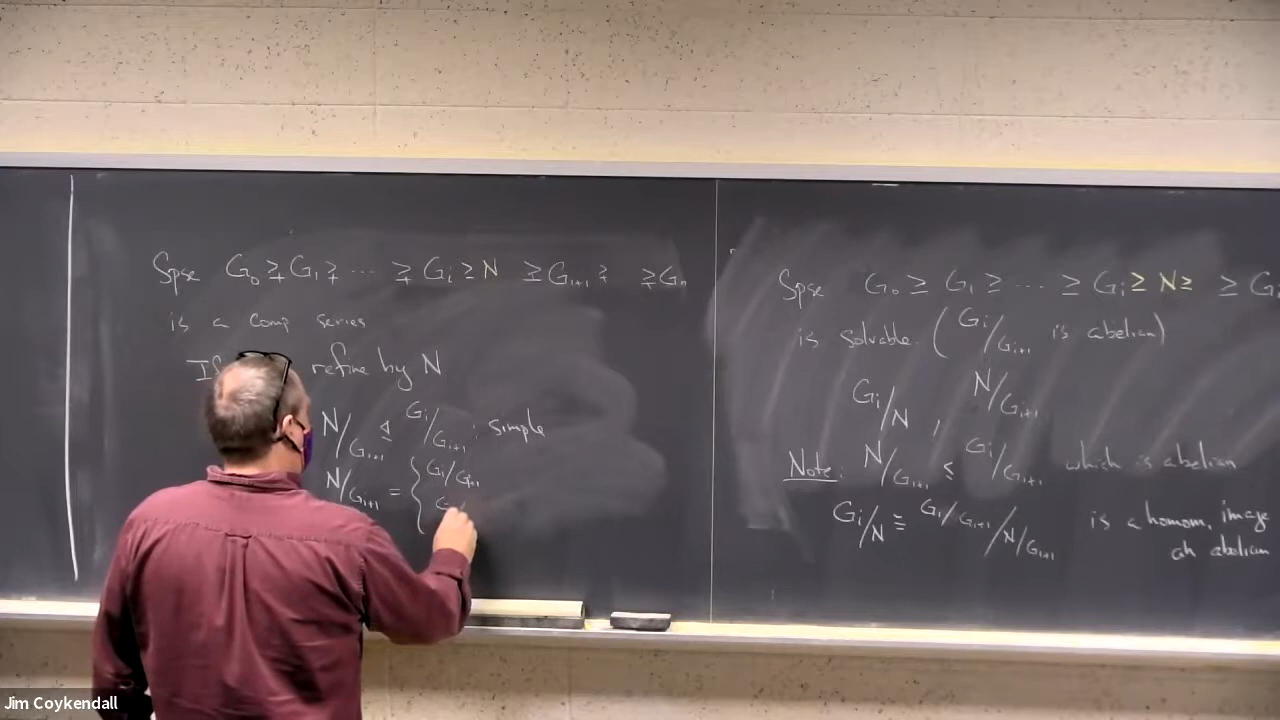 Spse G₀ ⪈ G₁ ⪈ ⋯ ⪈ Gᵢ ≥ N ≥ Gᵢ₊₁ ⪈ ⪈ Gₙ
is a comp series
If refine by N
N/Gᵢ₊₁ ⊴ Gᵢ/Gᵢ₊₁ : simple
N/Gᵢ₊₁ = { Gᵢ/Gᵢ₊₁
Spse G₀ ≥ G₁ ≥ ⋯ ≥ Gᵢ ≥ N ≥ ≥ Gᵢ
is solvable. (Gᵢ/Gᵢ₊₁ is abelian)
Gᵢ/N , N/Gᵢ₊₁
Note: N/Gᵢ₊₁ ≤ Gᵢ/Gᵢ₊₁ which is abelian
Gᵢ/N ≅ Gᵢ/Gᵢ₊₁/N/Gᵢ₊₁ is a homom. image
ah abelian
Jim Coykendall